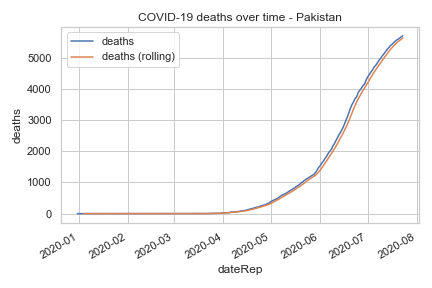 COVID-19 deaths over time - Pakistan
deaths
deaths (rolling)
5000
4000
3000
2000
1000
0
deaths
2020-01
2020-02
2020-03
2020-04
2020-05
2020-06
2020-07
2020-08
dateRep